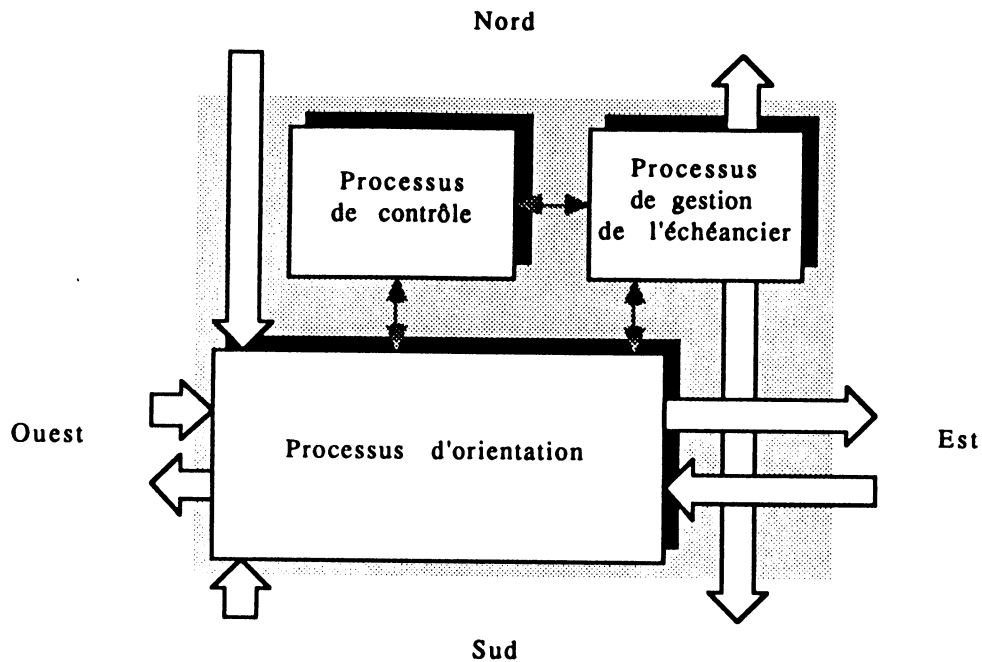 Nord
Processus
de contrôle
Processus
de gestion
de l'échéancier
Ouest
Processus d'orientation
Est
Sud